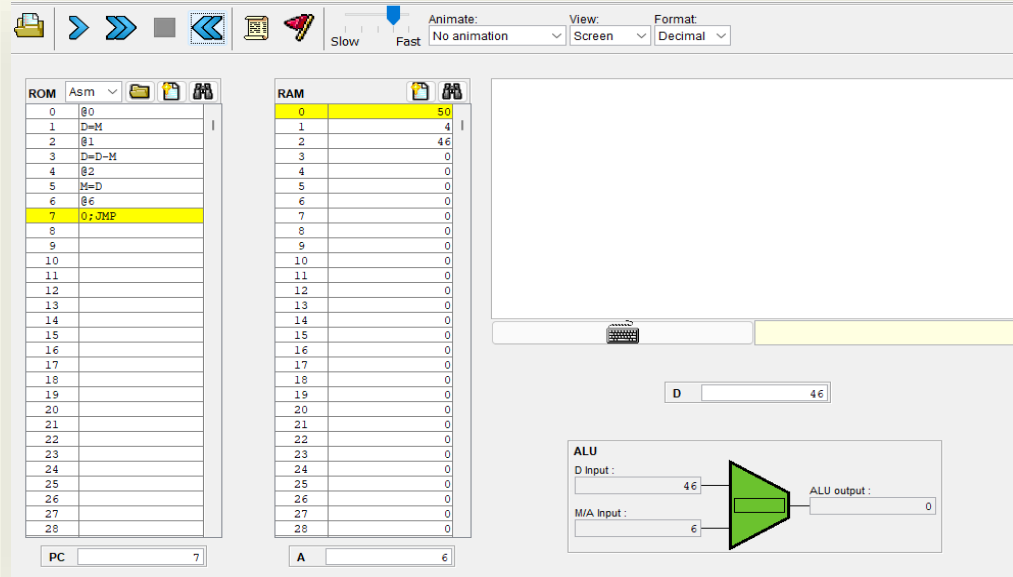 Animate: View: Format:
Slow Fast No animation Screen Decimal
ROM Asm RAM
0 @0 0 50
1 D=M 1 4
2 @1 2 46
3 D=D-M 3 0
4 @2 4 0
5 M=D 5 0
6 @6 6 0
7 0;JMP 7 0
8 8 0
9 9 0
10 10 0
11 11 0
12 12 0
13 13 0
14 14 0
15 15 0
16 16 0
17 17 0
18 18 0
19 19 0
20 20 0
21 21 0
22 22 0
23 23 0
24 24 0
25 25 0
26 26 0
27 27 0
28 28 0
PC 7 A 6
D 46
ALU
D Input :
46
ALU output :
0
M/A Input :
6